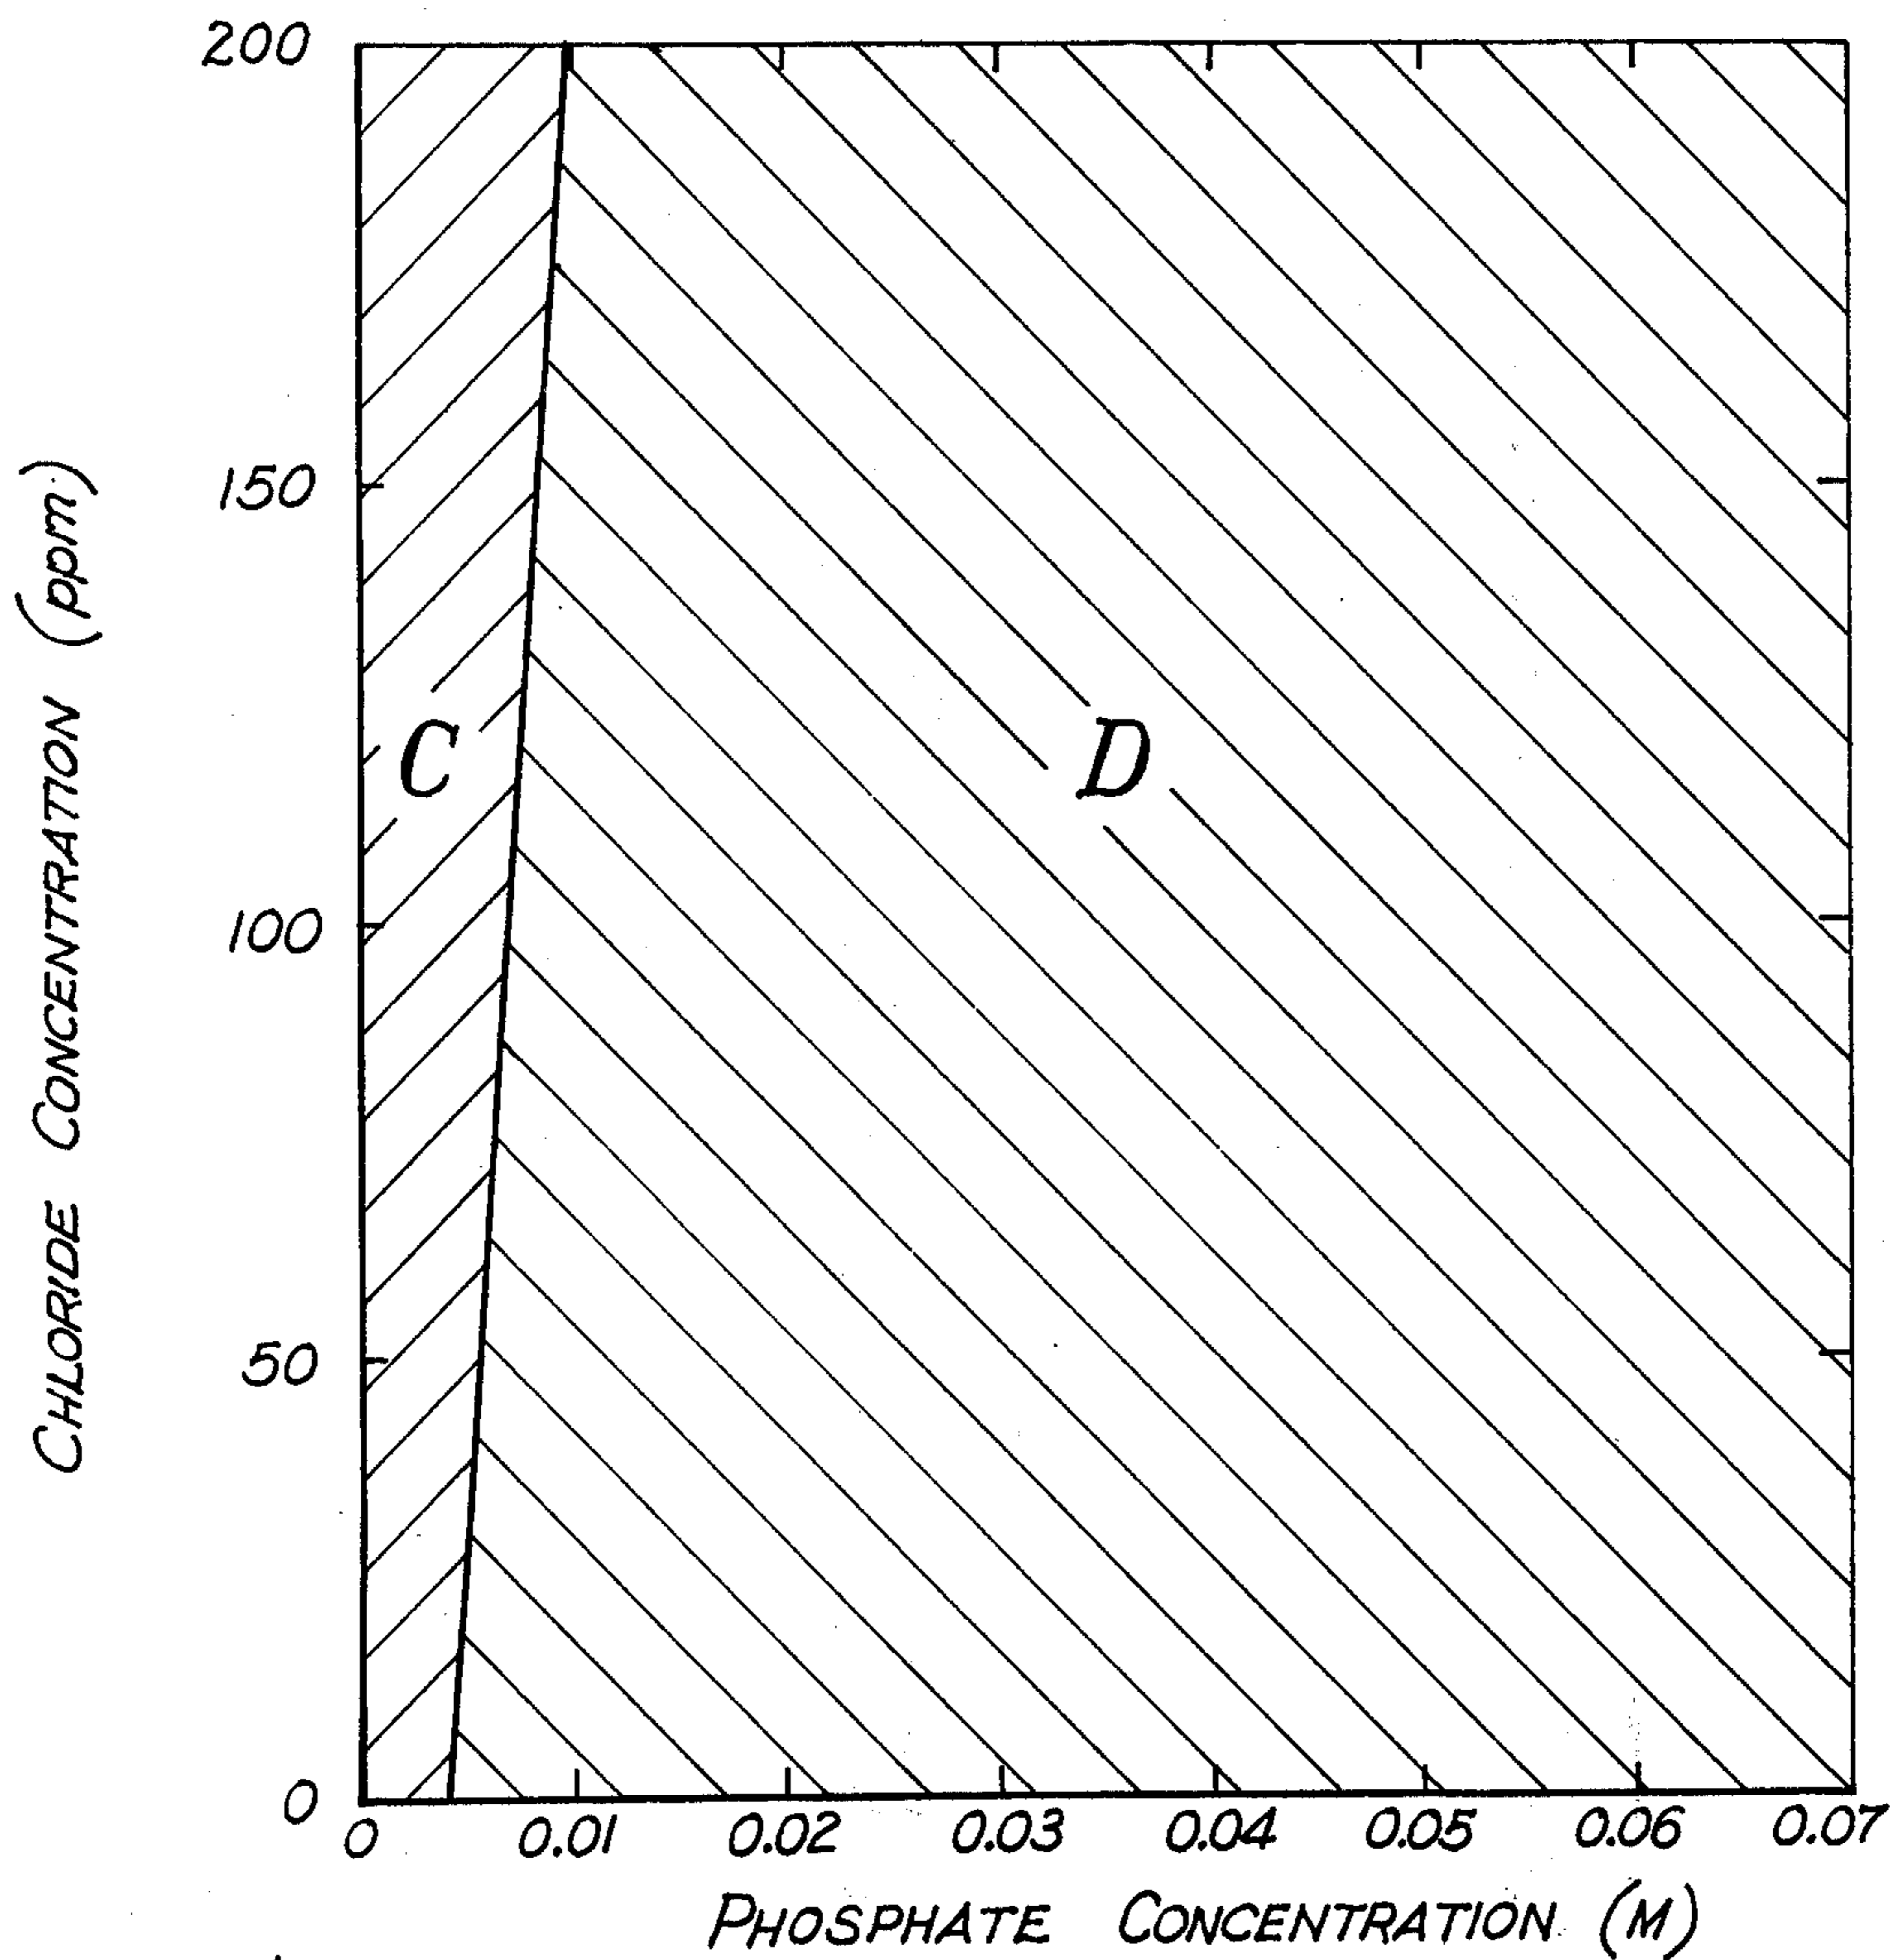 200
150
100
50
0
CHLORIDE CONCENTRATION (ppm)
C
D
0 0.01 0.02 0.03 0.04 0.05 0.06 0.07
PHOSPHATE CONCENTRATION (M)